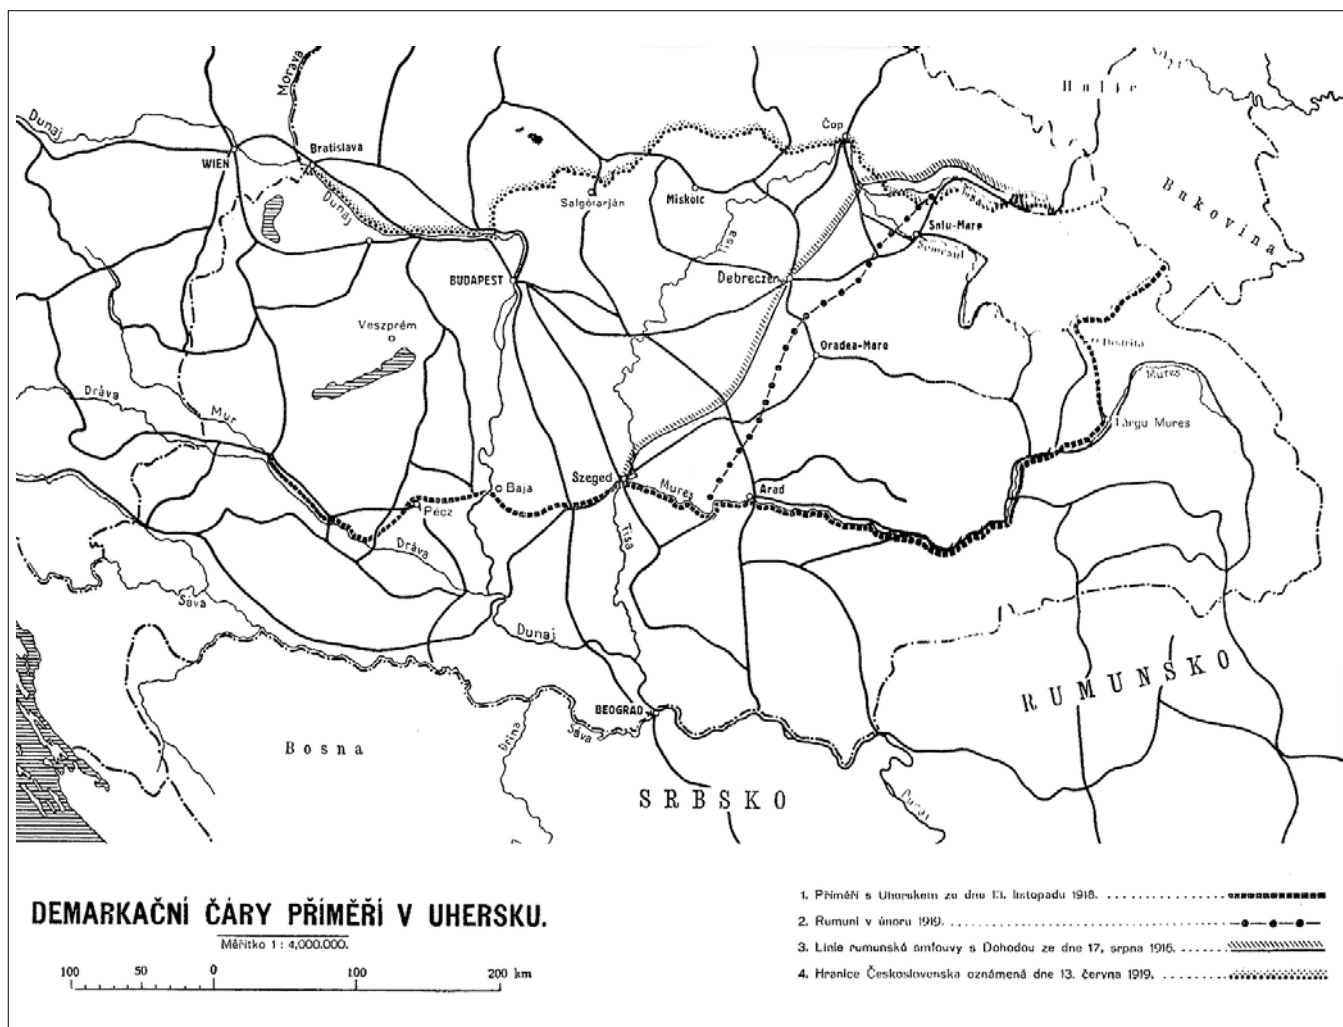 Morava
Halič
Dunaj
Čop
WIEN
Bratislava
Bukovina
Dunaj
Salgótarján
Miskolc
Tisa
Satu-Mare
BUDAPEST
Debreczen
Veszprém
Oradea-Mare
Bistrita
Mures
Dráva
Mur
Târgu Mures
Szeged
Mures
Arad
Baja
Pécz
Dráva
Tisa
Sáva
Dunaj
RUMUNSKO
BEOGRAD
Sáva
Drina
Bosna
SRBSKO
Dunaj
DEMARKAČNÍ ČÁRY PŘÍMĚŘÍ V UHERSKU.
Měřítko 1 : 4,000.000.
100 50 0 100 200 km
1. Příměří s Uherskem ze dne 13. listopadu 1918.
2. Rumuni v únoru 1919.
3. Linie rumunské smlouvy s Dohodou ze dne 17. srpna 1916.
4. Hranice Československa oznámená dne 13. června 1919.